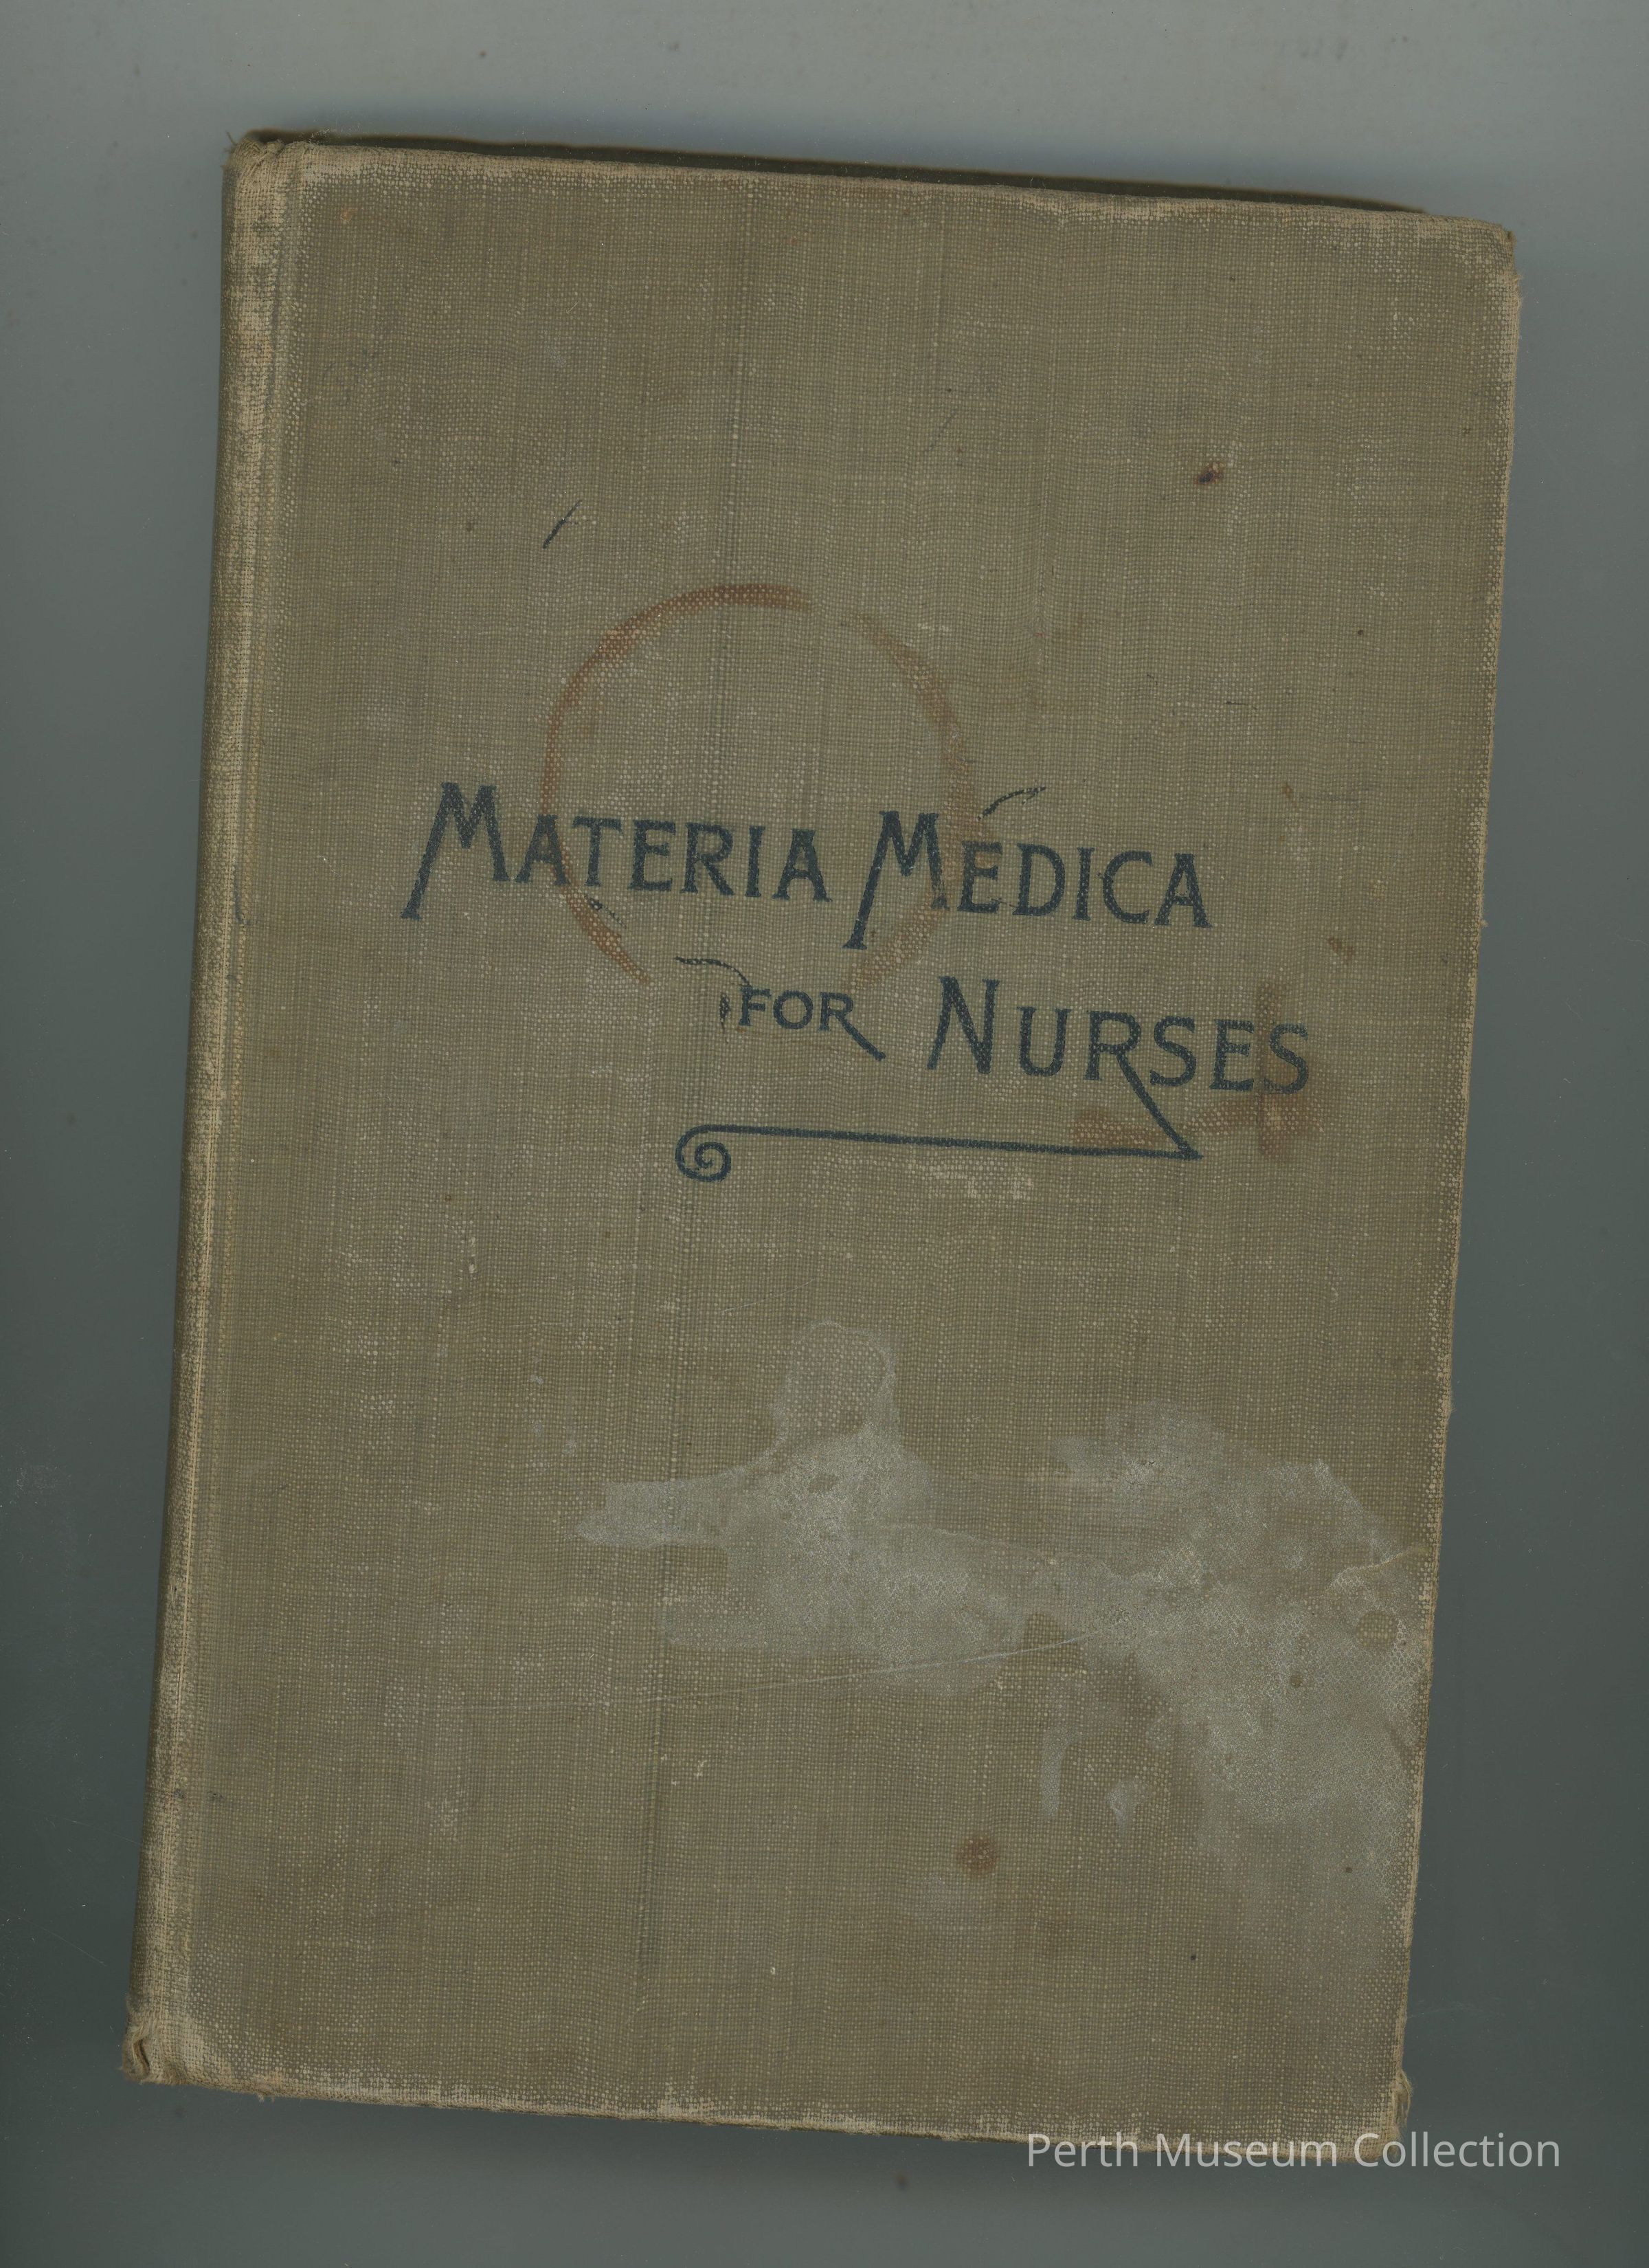 MATERIA MEDICA
FOR NURSES
Perth Museum Collection